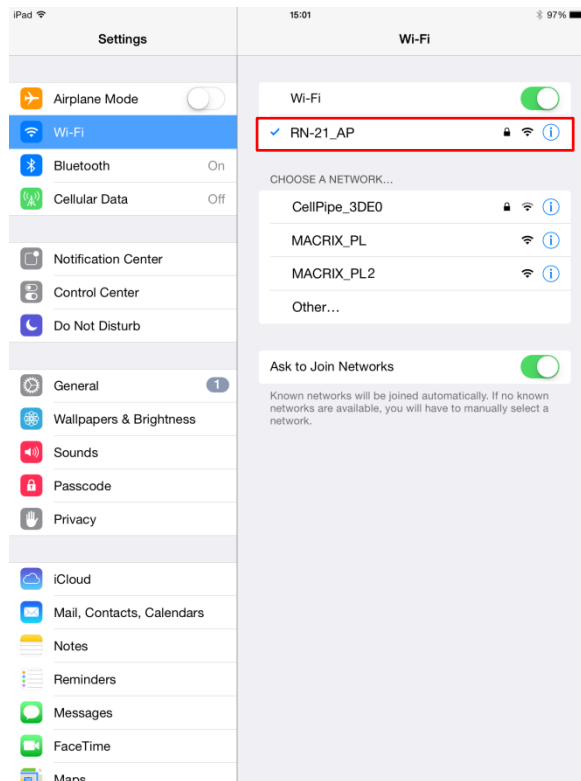 iPad 15:01 97%
Settings
Wi-Fi
Airplane Mode
Wi-Fi
Bluetooth On
Cellular Data Off
Notification Center
Control Center
Do Not Disturb
General 1
Wallpapers & Brightness
Sounds
Passcode
Privacy
iCloud
Mail, Contacts, Calendars
Notes
Reminders
Messages
FaceTime
Maps
Wi-Fi
RN-21_AP
CHOOSE A NETWORK...
CellPipe_3DE0
MACRIX_PL
MACRIX_PL2
Other...
Ask to Join Networks
Known networks will be joined automatically. If no known
networks are available, you will have to manually select a
network.